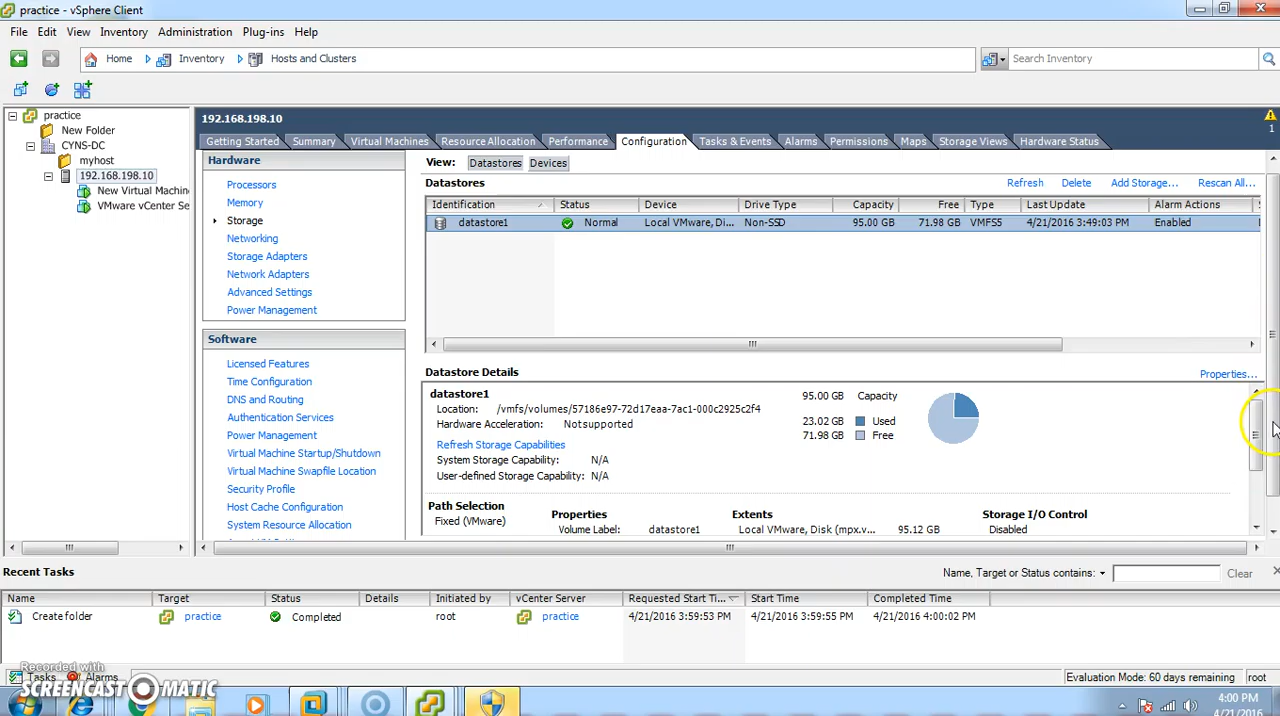 practice - vSphere Client
File Edit View Inventory Administration Plug-ins Help
Home Inventory Hosts and Clusters Search Inventory
practice
New Folder
CYNS-DC
myhost
192.168.198.10
New Virtual Machin
VMware vCenter Se
192.168.198.10
1
Getting Started Summary Virtual Machines Resource Allocation Performance Configuration Tasks & Events Alarms Permissions Maps Storage Views Hardware Status
Hardware
Processors
Memory
Storage
Networking
Storage Adapters
Network Adapters
Advanced Settings
Power Management
Software
Licensed Features
Time Configuration
DNS and Routing
Authentication Services
Power Management
Virtual Machine Startup/Shutdown
Virtual Machine Swapfile Location
Security Profile
Host Cache Configuration
System Resource Allocation
View: Datastores Devices
Datastores Refresh Delete Add Storage... Rescan All...
Identification Status Device Drive Type Capacity Free Type Last Update Alarm Actions
datastore1 Normal Local VMware, Di... Non-SSD 95.00 GB 71.98 GB VMFS5 4/21/2016 3:49:03 PM Enabled
Datastore Details Properties...
datastore1 95.00 GB Capacity
Location: /vmfs/volumes/57186e97-72d17eaa-7ac1-000c2925c2f4
Hardware Acceleration: Not supported 23.02 GB Used
71.98 GB Free
Refresh Storage Capabilities
System Storage Capability: N/A
User-defined Storage Capability: N/A
Path Selection Properties Extents Storage I/O Control
Fixed (VMware) Volume Label: datastore1 Local VMware, Disk (mpx.v... 95.12 GB Disabled
Recent Tasks Name, Target or Status contains: Clear
Name Target Status Details Initiated by vCenter Server Requested Start Ti... Start Time Completed Time
Create folder practice Completed root practice 4/21/2016 3:59:53 PM 4/21/2016 3:59:55 PM 4/21/2016 4:00:02 PM
Recorded with
SCREENCAST MATIC
Tasks Alarms Evaluation Mode: 60 days remaining root
4:00 PM
4/21/2016